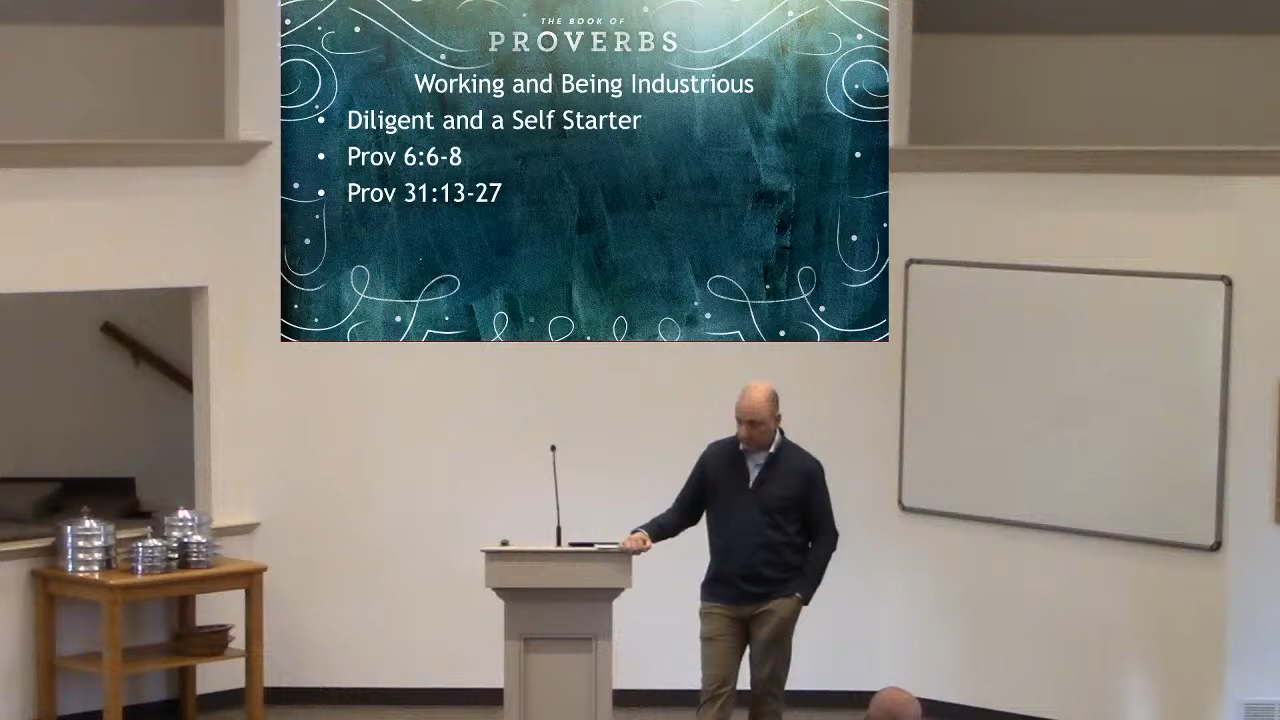 THE BOOK OF
PROVERBS
Working and Being Industrious
• Diligent and a Self Starter
• Prov 6:6-8
• Prov 31:13-27